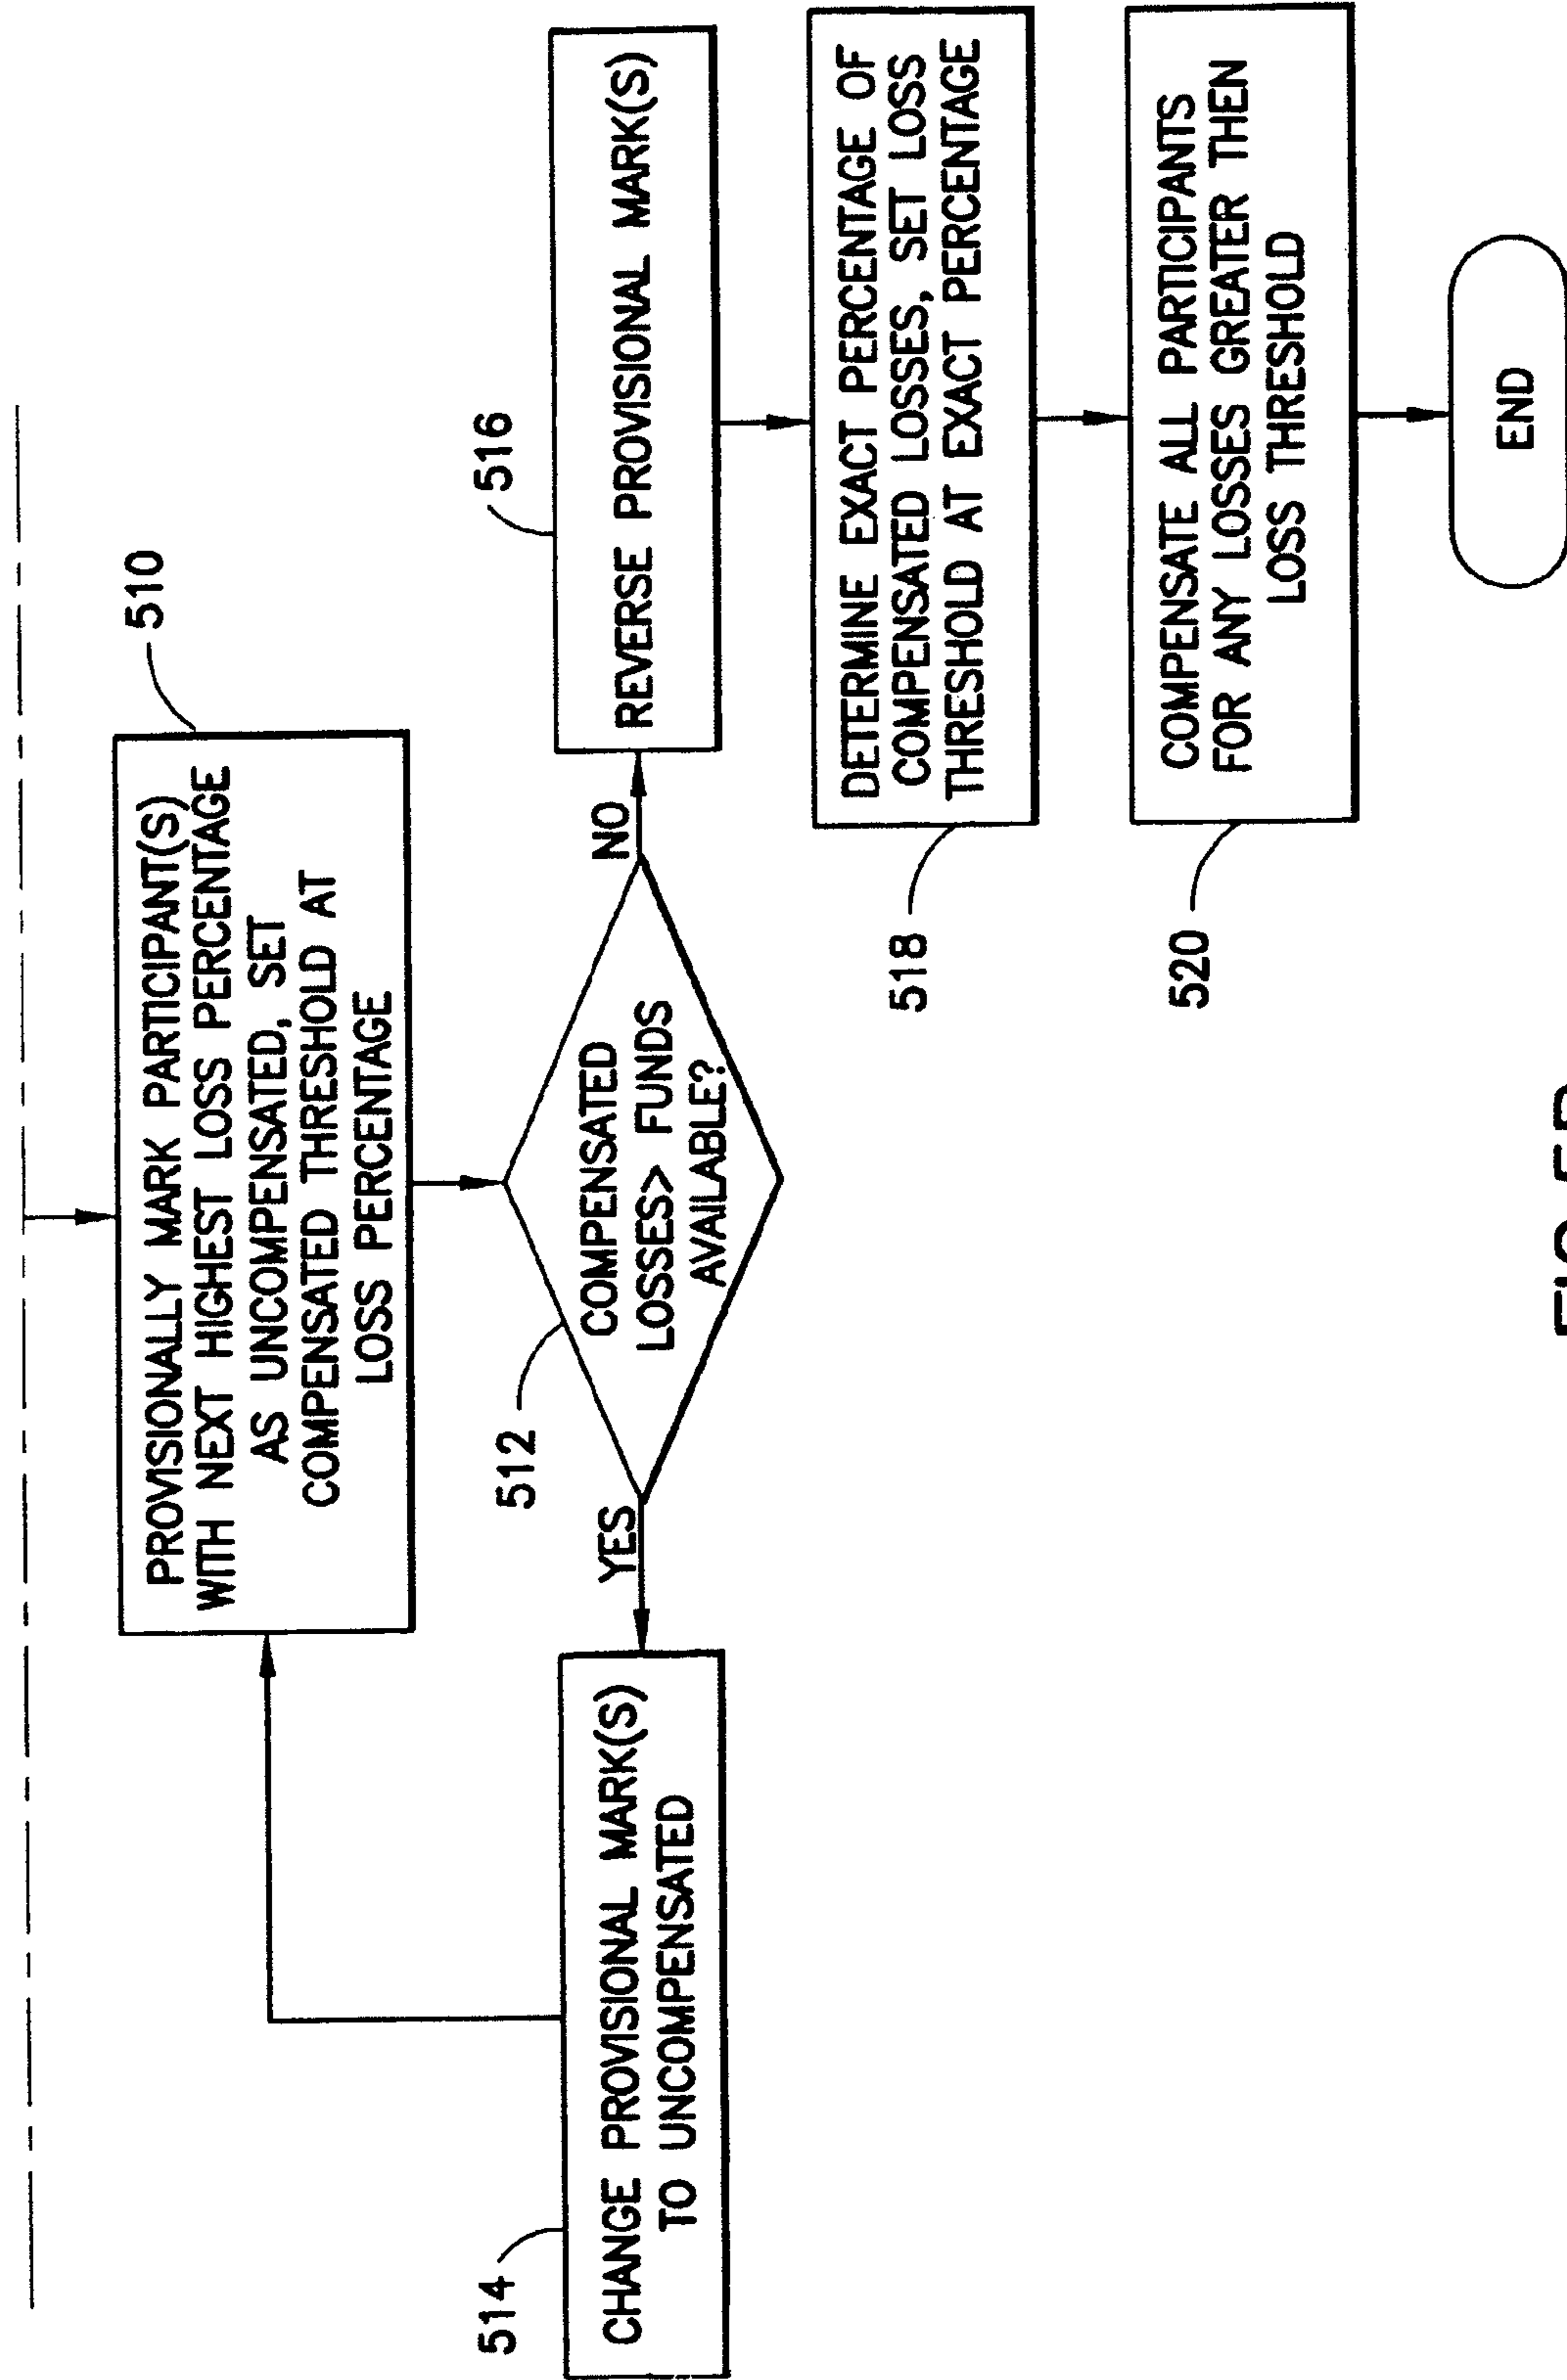 510
PROVISIONALLY MARK PARTICIPANT(S)
WITH NEXT HIGHEST LOSS PERCENTAGE
AS UNCOMPENSATED, SET
COMPENSATED THRESHOLD AT
LOSS PERCENTAGE
512
COMPENSATED
LOSSES> FUNDS
AVAILABLE?
YES
NO
514
CHANGE PROVISIONAL MARK(S)
TO UNCOMPENSATED
516
REVERSE PROVISIONAL MARK(S)
518
DETERMINE EXACT PERCENTAGE OF
COMPENSATED LOSSES, SET LOSS
THRESHOLD AT EXACT PERCENTAGE
520
COMPENSATE ALL PARTICIPANTS
FOR ANY LOSSES GREATER THEN
LOSS THRESHOLD
END